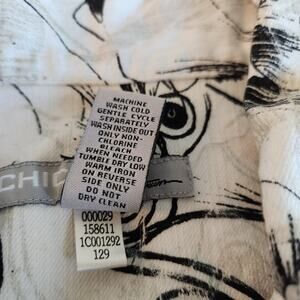 MACHINE
WASH COLD
GENTLE CYCLE
SEPARATELY
WASH INSIDE OUT
ONLY NON-
CHLORINE
BLEACH
WHEN NEEDED
TUMBLE DRY LOW
WARM IRON
ON REVERSE
SIDE ONLY
DO NOT
DRY CLEAN
CHIC
000029
158611
1C001292
129